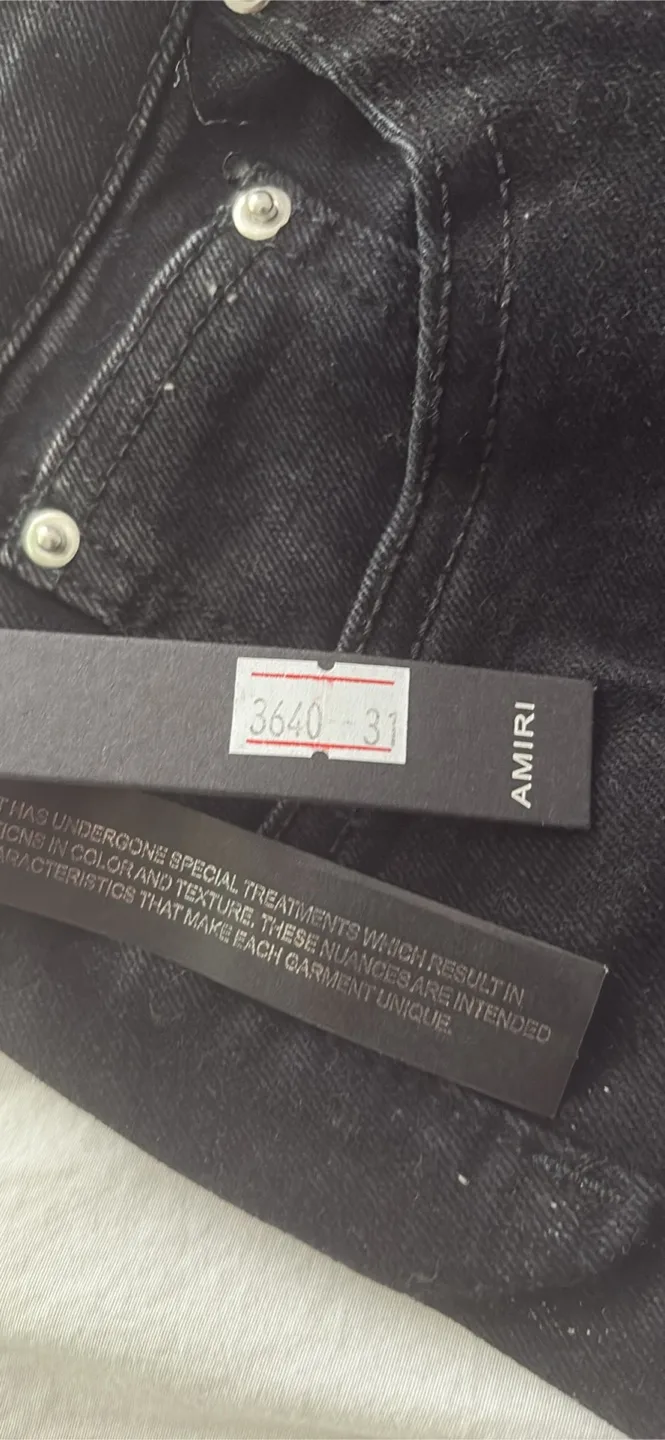 3640--31
AMIRI
T HAS UNDERGONE SPECIAL TREATMENTS WHICH RESULT IN
IONS IN COLOR AND TEXTURE, THESE NUANCES ARE INTENDED
ARACTERISTICS THAT MAKE EACH GARMENT UNIQUE.